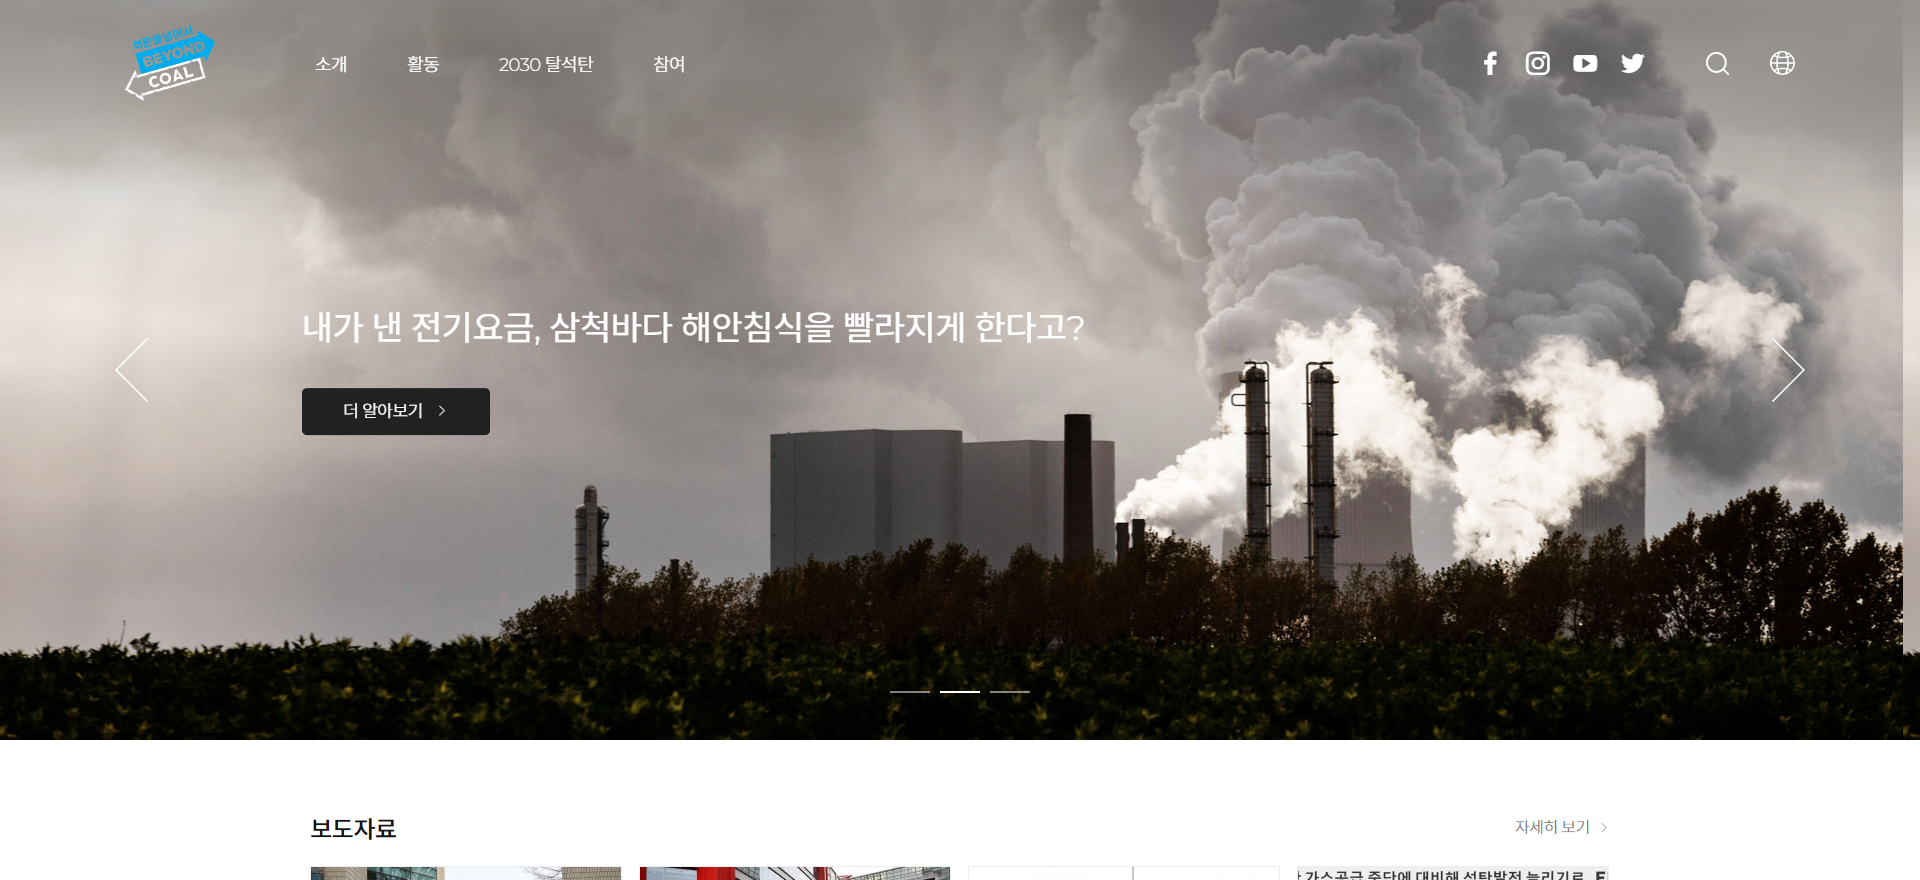 석탄을넘어서
BEYOND
COAL
소개
활동
2030 탈석탄
참여
내가 낸 전기요금, 삼척바다 해안침식을 빨라지게 한다고?
더 알아보기
보도자료
자세히 보기
가스공급 중단에 대비해 석탄발전 늘리기로